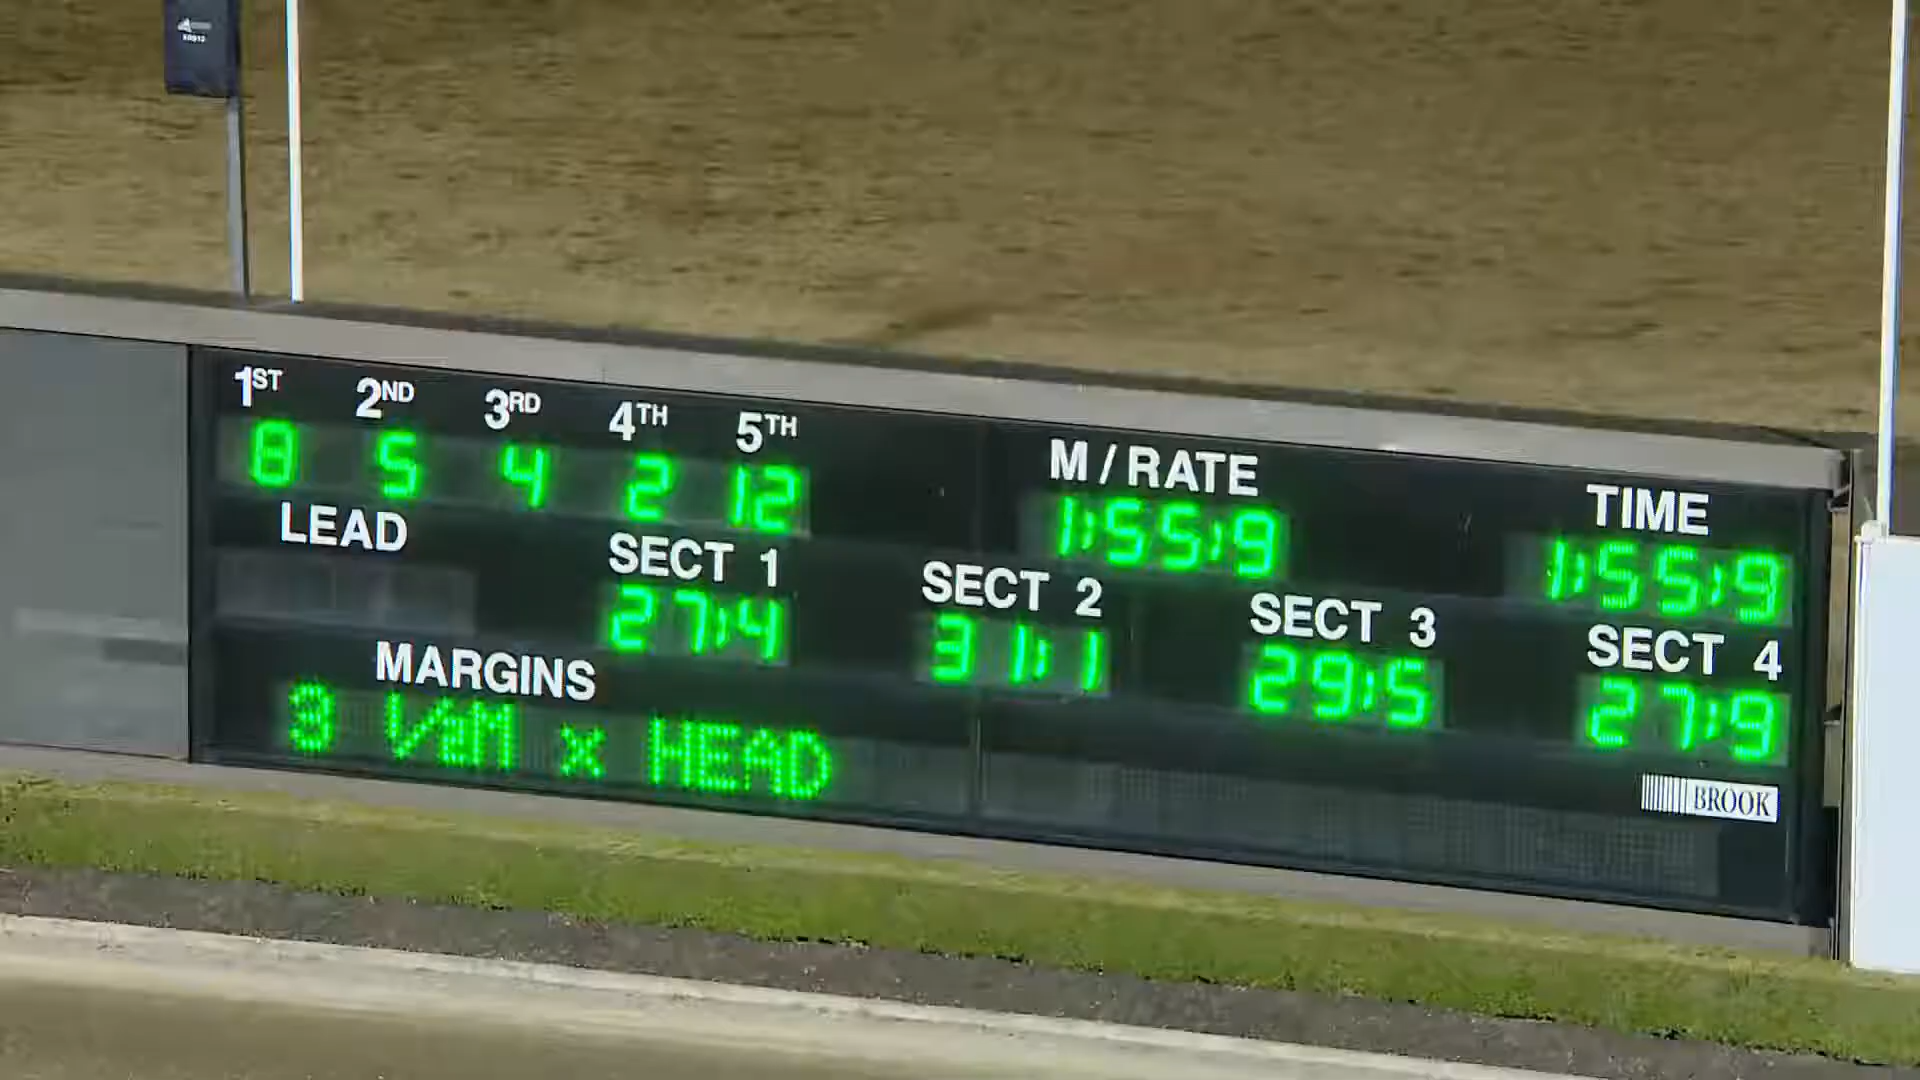 1ST 2ND 3RD 4TH 5TH
8 5 4 2 12
M/RATE
1:55:9
TIME
1:55:9
LEAD
SECT 1
27:4
SECT 2
31:1
SECT 3
29:5
SECT 4
27:9
MARGINS
3 1/2M x HEAD
BROOK